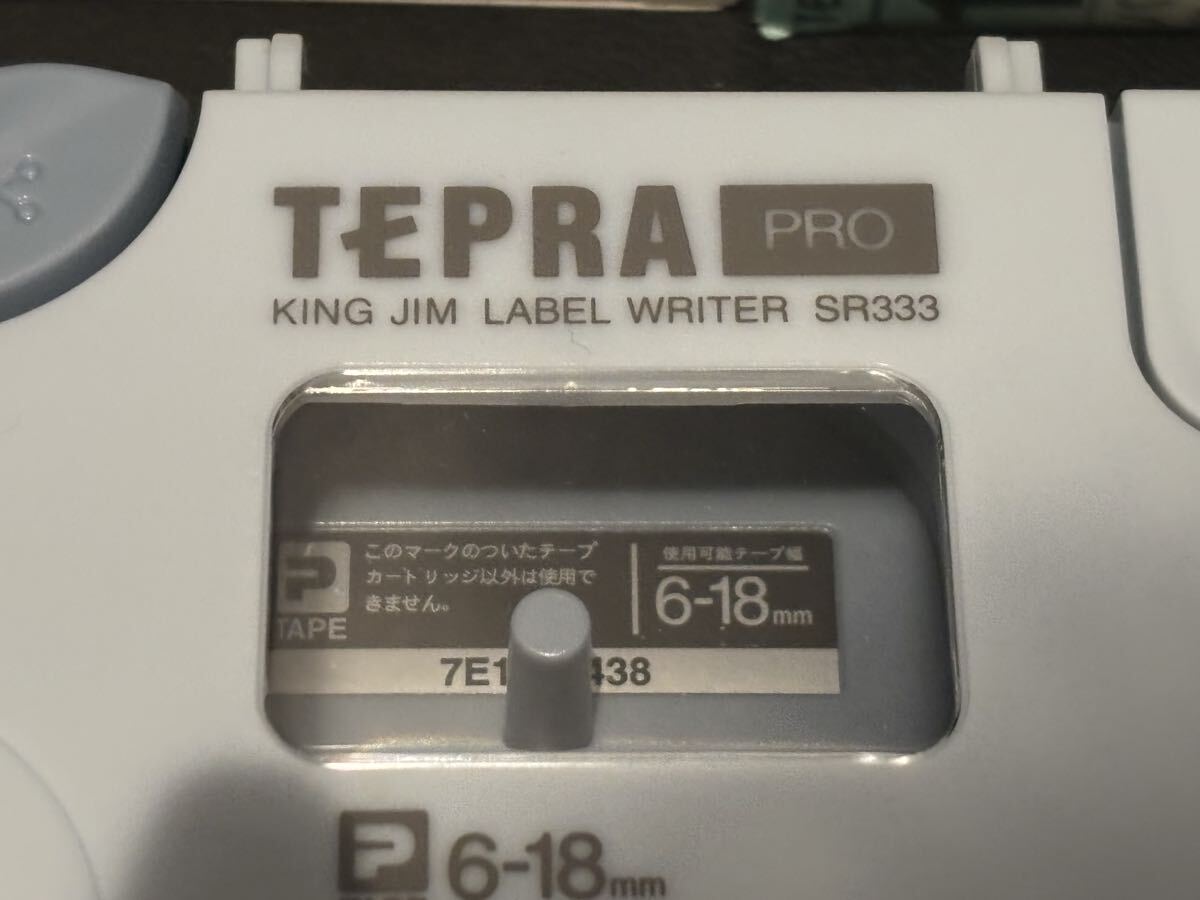 TEPRA PRO
KING JIM LABEL WRITER SR333
TAPE
このマークのついたテープ
カートリッジ以外は使用で
きません。
使用可能テープ幅
6-18mm
6-18mm